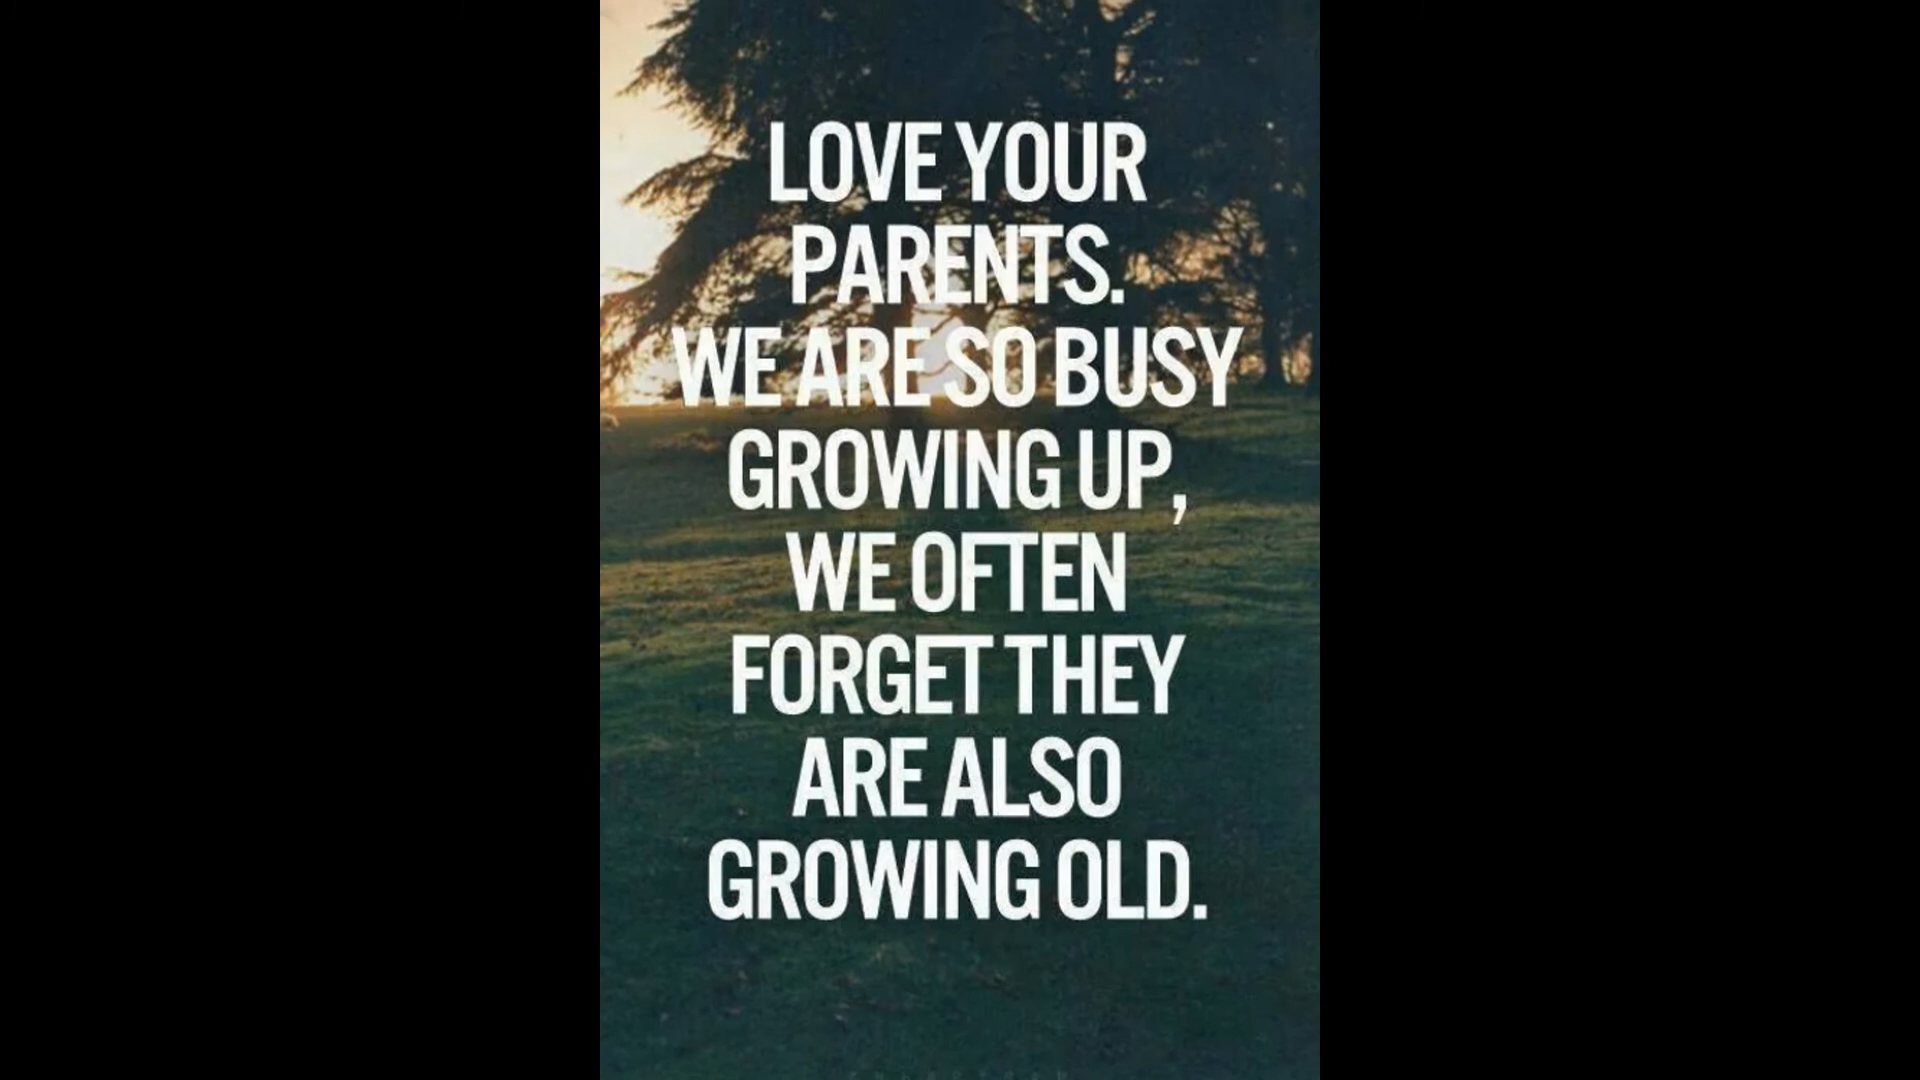 LOVE YOUR
PARENTS.
WE ARE SO BUSY
GROWING UP,
WE OFTEN
FORGET THEY
ARE ALSO
GROWING OLD.